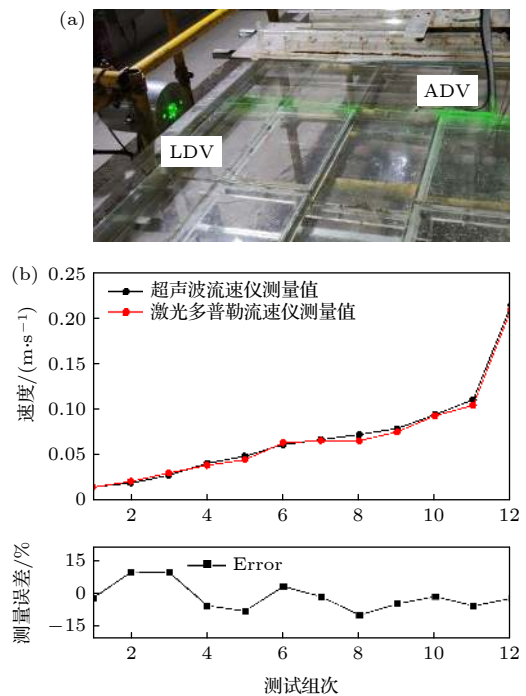 (a)
ADV
LDV
(b)
0.25
0.20
0.15
0.10
0.05
0
速度/(m·s⁻¹)
超声波流速仪测量值
激光多普勒流速仪测量值
2 4 6 8 10 12
15
0
−15
测量误差/%
Error
2 4 6 8 10 12
测试组次